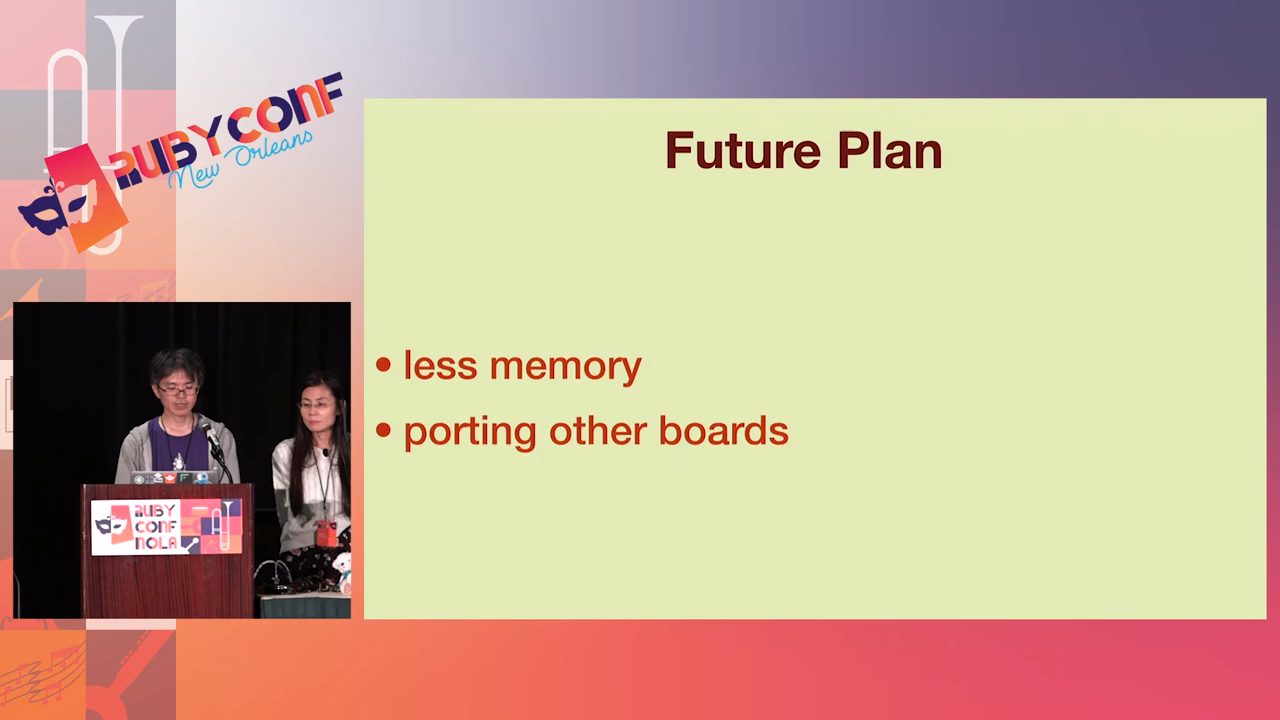 RUBYCONF
New Orleans
Future Plan
• less memory
• porting other boards
RUBY
CONF
NOLA